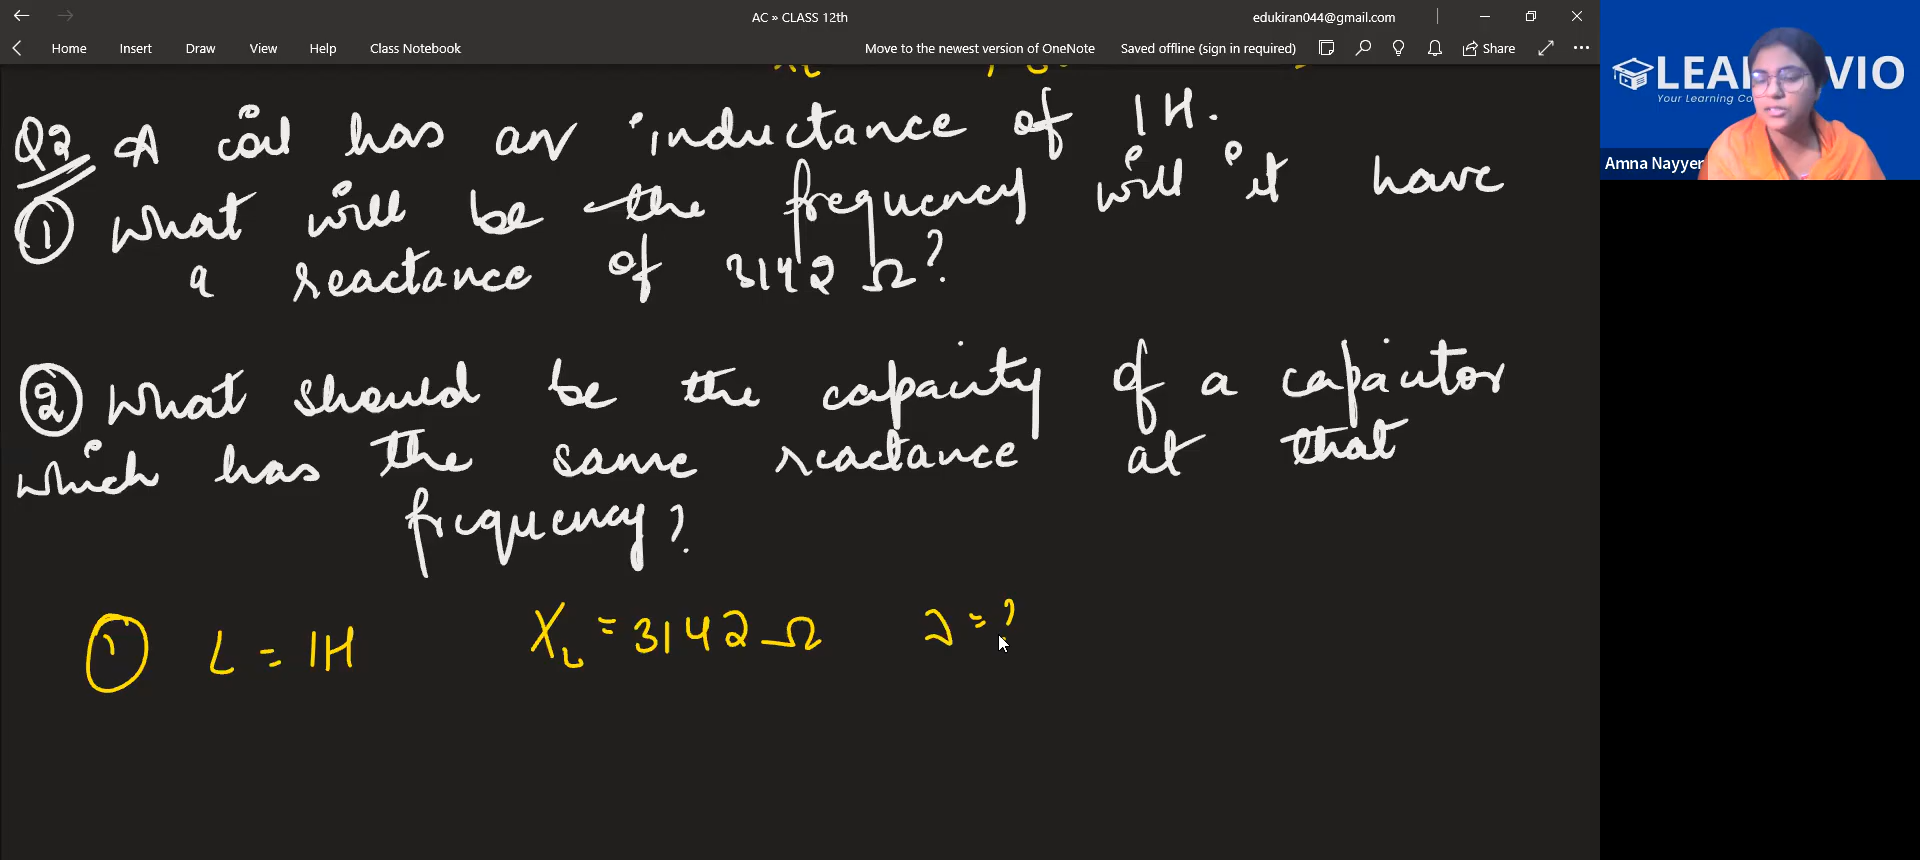 AC » CLASS 12th
edukiran044@gmail.com
Home Insert Draw View Help Class Notebook
Move to the newest version of OneNote Saved offline (sign in required) Share
LEA VIO
Your Learning Co
Amna Nayyer
Q2 A coil has an inductance of 1H.
① What will be the frequency will it have
a reactance of 3142 Ω?
② What should be the capacity of a capacitor
which has the same reactance at that
frequency?
① L = 1H X_L = 3142 Ω ν = ?